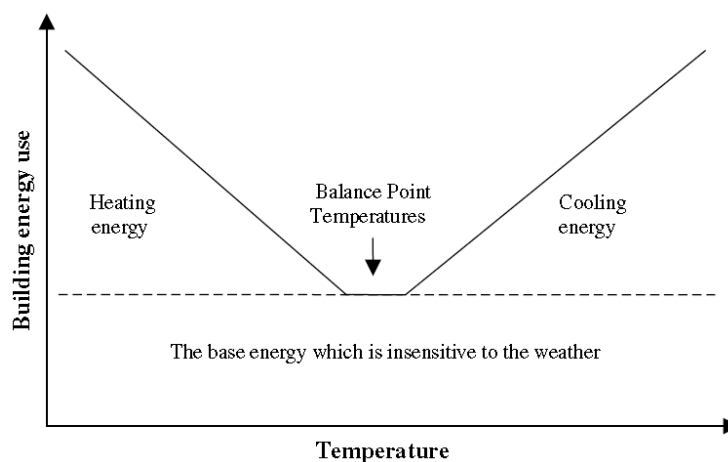 Building energy use
Heating
energy
Balance Point
Temperatures
Cooling
energy
The base energy which is insensitive to the weather
Temperature